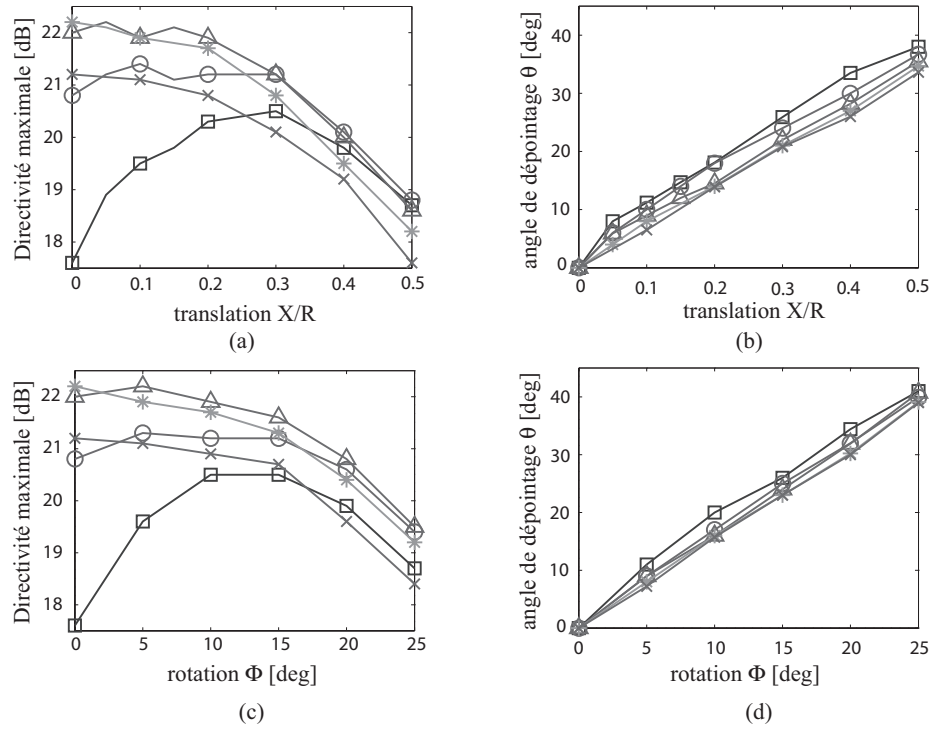 Directivité maximale [dB]
22
21
20
19
18
0 0.1 0.2 0.3 0.4 0.5
translation X/R
(a)
angle de dépointage θ [deg]
40
30
20
10
0
0 0.1 0.2 0.3 0.4 0.5
translation X/R
(b)
Directivité maximale [dB]
22
21
20
19
18
0 5 10 15 20 25
rotation Φ [deg]
(c)
angle de dépointage θ [deg]
40
30
20
10
0
0 5 10 15 20 25
rotation Φ [deg]
(d)